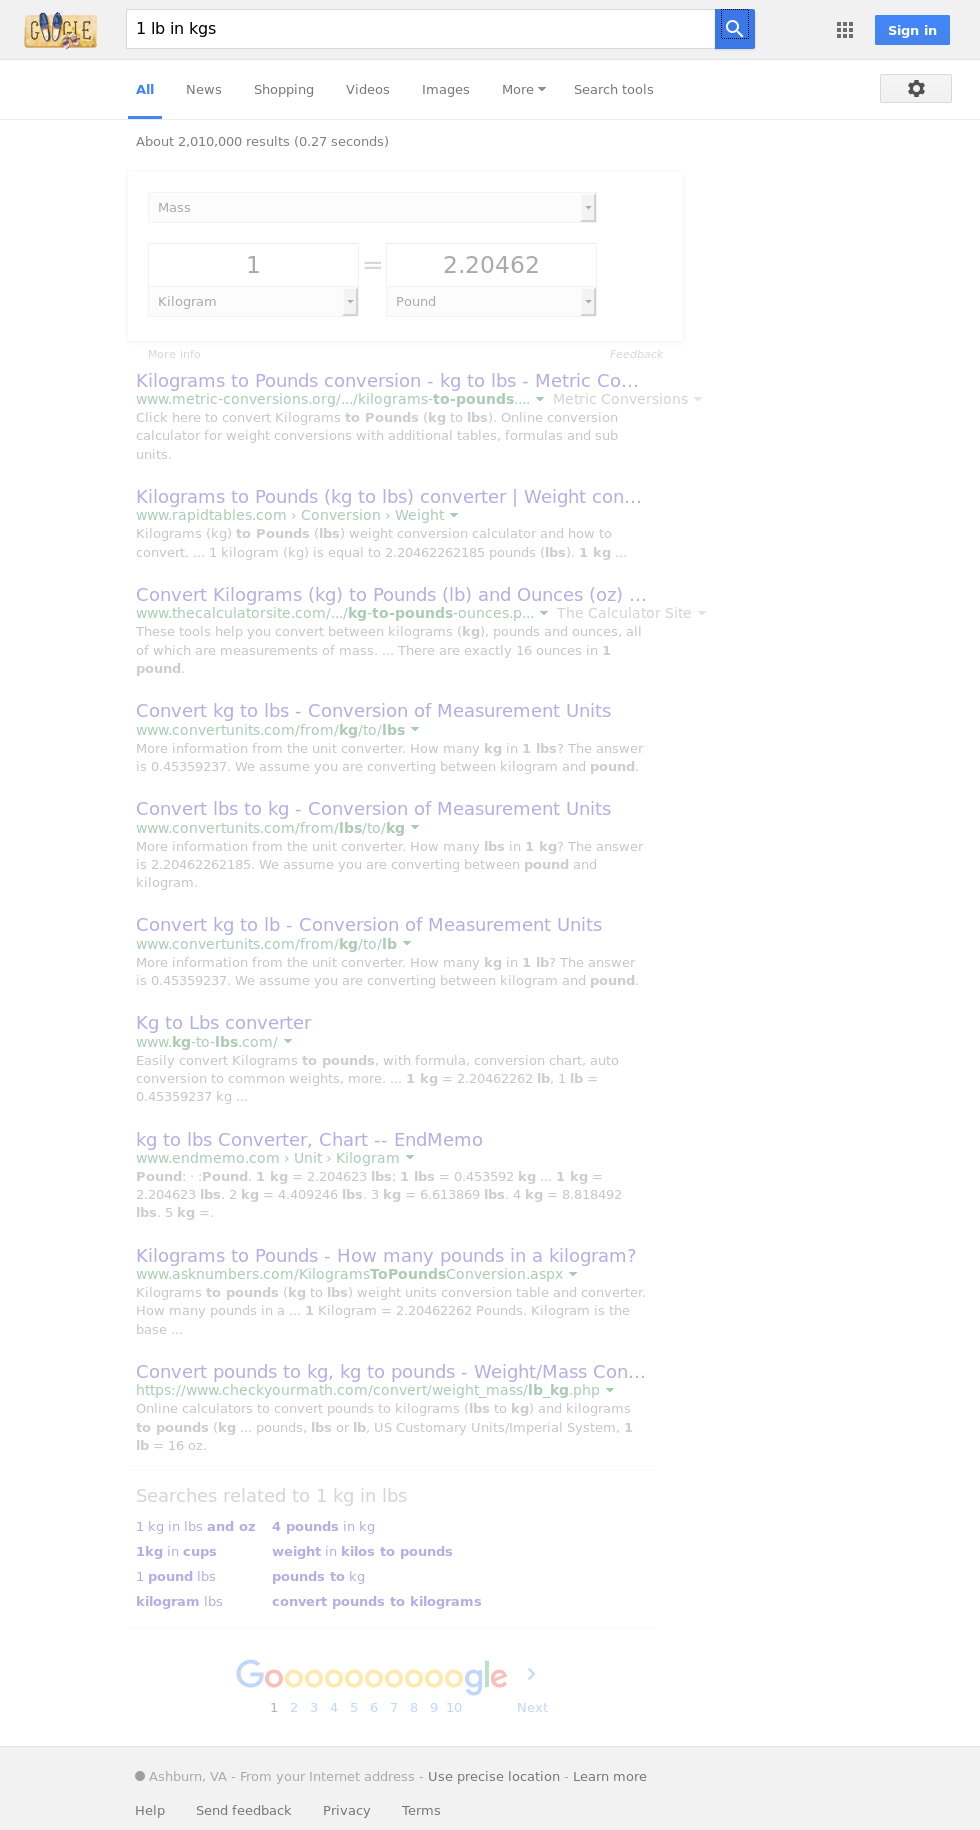 GOOGLE
1 lb in kgs
Sign in
All News Shopping Videos Images More Search tools
About 2,010,000 results (0.27 seconds)
Mass
1 = 2.20462
Kilogram Pound
More info Feedback
Kilograms to Pounds conversion - kg to lbs - Metric Co...
www.metric-conversions.org/.../kilograms-to-pounds.... Metric Conversions
Click here to convert Kilograms to Pounds (kg to lbs). Online conversion
calculator for weight conversions with additional tables, formulas and sub
units.
Kilograms to Pounds (kg to lbs) converter | Weight con...
www.rapidtables.com › Conversion › Weight
Kilograms (kg) to Pounds (lbs) weight conversion calculator and how to
convert. ... 1 kilogram (kg) is equal to 2.20462262185 pounds (lbs). 1 kg ...
Convert Kilograms (kg) to Pounds (lb) and Ounces (oz) ...
www.thecalculatorsite.com/.../kg-to-pounds-ounces.p... The Calculator Site
These tools help you convert between kilograms (kg), pounds and ounces, all
of which are measurements of mass. ... There are exactly 16 ounces in 1
pound.
Convert kg to lbs - Conversion of Measurement Units
www.convertunits.com/from/kg/to/lbs
More information from the unit converter. How many kg in 1 lbs? The answer
is 0.45359237. We assume you are converting between kilogram and pound.
Convert lbs to kg - Conversion of Measurement Units
www.convertunits.com/from/lbs/to/kg
More information from the unit converter. How many lbs in 1 kg? The answer
is 2.20462262185. We assume you are converting between pound and
kilogram.
Convert kg to lb - Conversion of Measurement Units
www.convertunits.com/from/kg/to/lb
More information from the unit converter. How many kg in 1 lb? The answer
is 0.45359237. We assume you are converting between kilogram and pound.
Kg to Lbs converter
www.kg-to-lbs.com/
Easily convert Kilograms to pounds, with formula, conversion chart, auto
conversion to common weights, more. ... 1 kg = 2.20462262 lb, 1 lb =
0.45359237 kg ...
kg to lbs Converter, Chart -- EndMemo
www.endmemo.com › Unit › Kilogram
Pound: · :Pound. 1 kg = 2.204623 lbs; 1 lbs = 0.453592 kg ... 1 kg =
2.204623 lbs. 2 kg = 4.409246 lbs. 3 kg = 6.613869 lbs. 4 kg = 8.818492
lbs. 5 kg =.
Kilograms to Pounds - How many pounds in a kilogram?
www.asknumbers.com/KilogramsToPoundsConversion.aspx
Kilograms to pounds (kg to lbs) weight units conversion table and converter.
How many pounds in a ... 1 Kilogram = 2.20462262 Pounds. Kilogram is the
base ...
Convert pounds to kg, kg to pounds - Weight/Mass Con...
https://www.checkyourmath.com/convert/weight_mass/lb_kg.php
Online calculators to convert pounds to kilograms (lbs to kg) and kilograms
to pounds (kg ... pounds, lbs or lb, US Customary Units/Imperial System, 1
lb = 16 oz.
Searches related to 1 kg in lbs
1 kg in lbs and oz 4 pounds in kg
1kg in cups weight in kilos to pounds
1 pound lbs pounds to kg
kilogram lbs convert pounds to kilograms
Goooooooooogle
1 2 3 4 5 6 7 8 9 10 Next
Ashburn, VA - From your Internet address - Use precise location - Learn more
Help Send feedback Privacy Terms